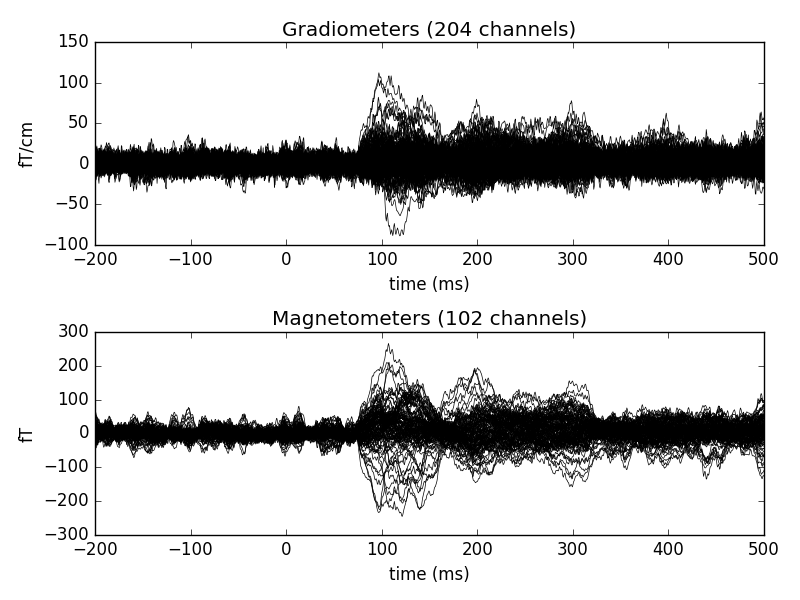 Gradiometers (204 channels)
150
100
50
0
−50
−100
fT/cm
−200 −100 0 100 200 300 400 500
time (ms)
Magnetometers (102 channels)
300
200
100
0
−100
−200
−300
fT
−200 −100 0 100 200 300 400 500
time (ms)